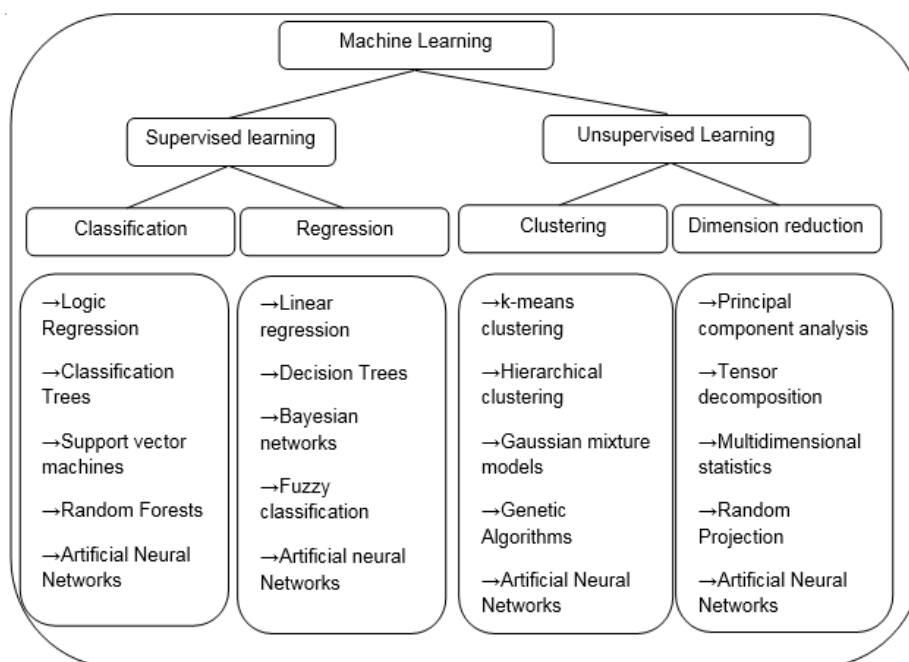 Machine Learning
Supervised learning
Unsupervised Learning
Classification
Regression
Clustering
Dimension reduction
→Logic
Regression
→Classification
Trees
→Support vector
machines
→Random Forests
→Artificial Neural
Networks
→Linear
regression
→Decision Trees
→Bayesian
networks
→Fuzzy
classification
→Artificial neural
Networks
→k-means
clustering
→Hierarchical
clustering
→Gaussian mixture
models
→Genetic
Algorithms
→Artificial Neural
Networks
→Principal
component analysis
→Tensor
decomposition
→Multidimensional
statistics
→Random
Projection
→Artificial Neural
Networks